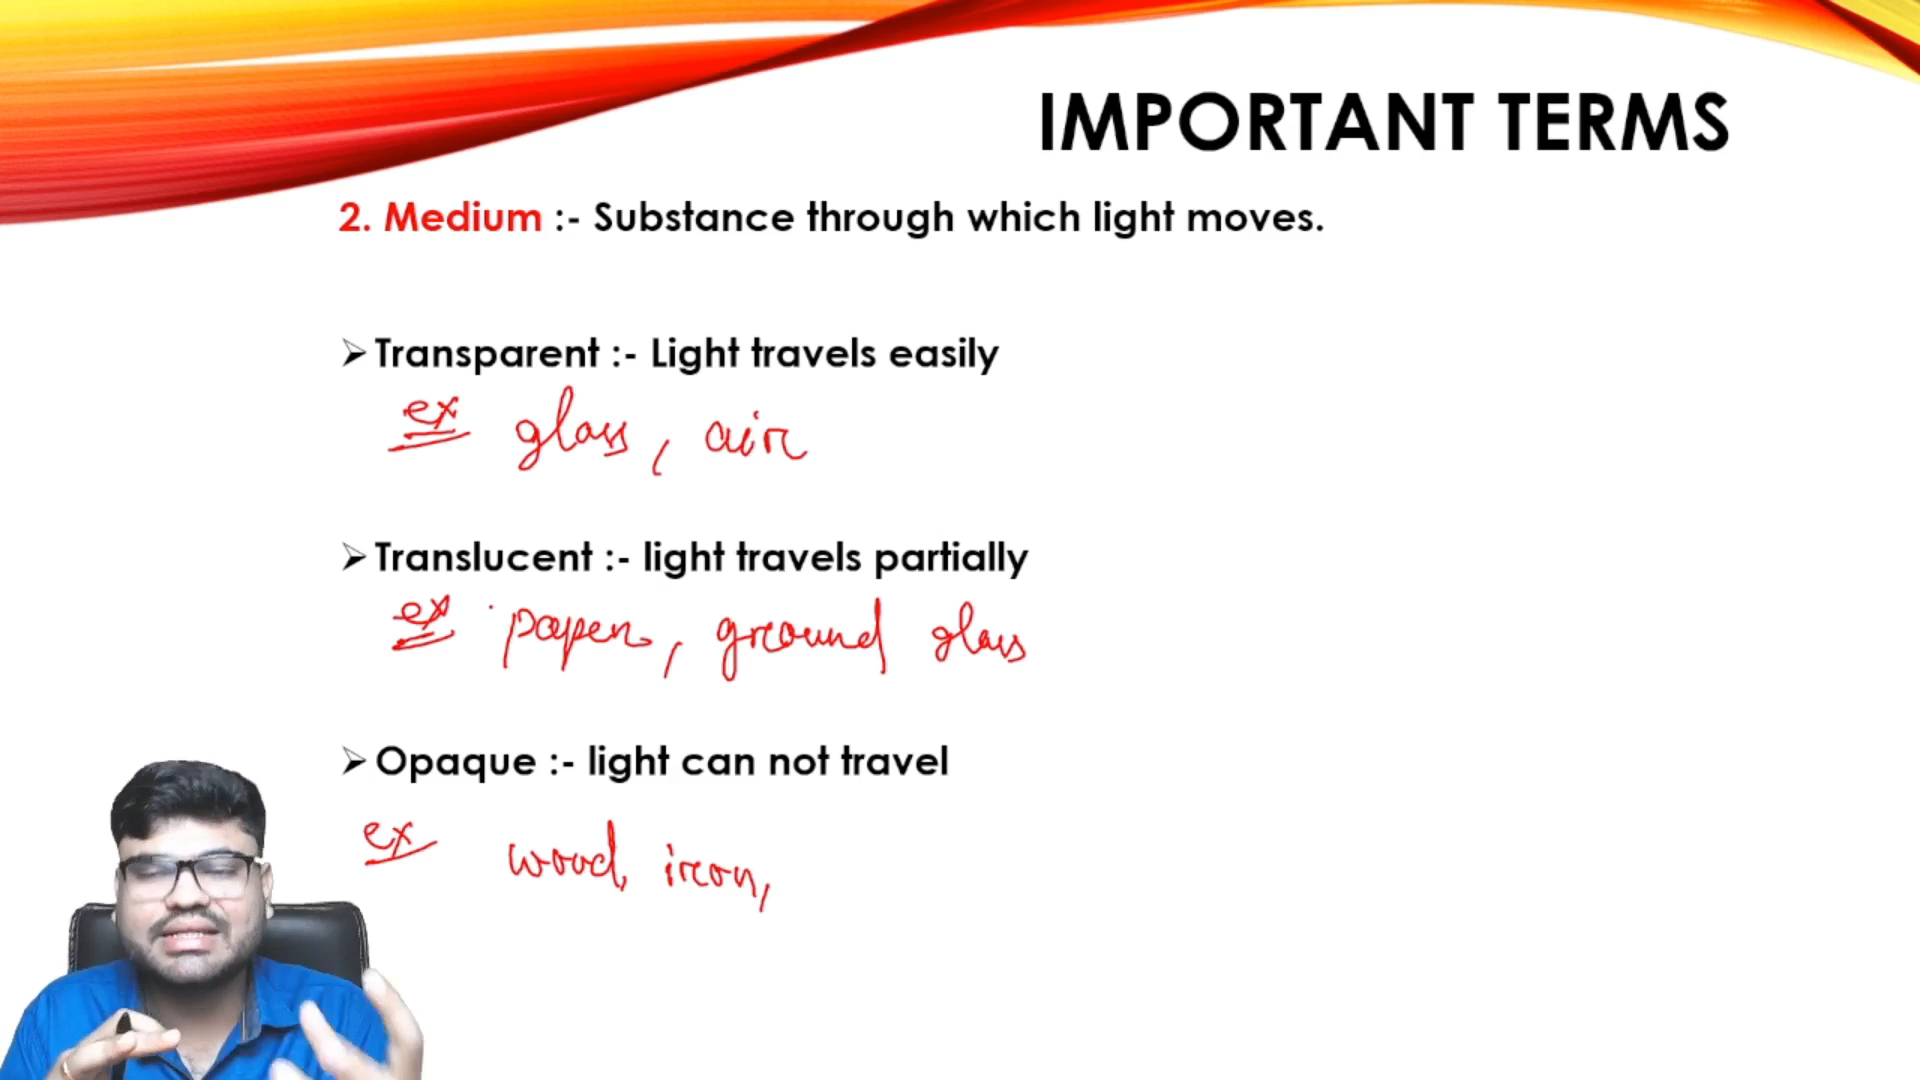 IMPORTANT TERMS
2. Medium :- Substance through which light moves.
➢ Transparent :- Light travels easily
ex glass, air
➢ Translucent :- light travels partially
ex paper, ground glass
➢ Opaque :- light can not travel
ex wood, iron,